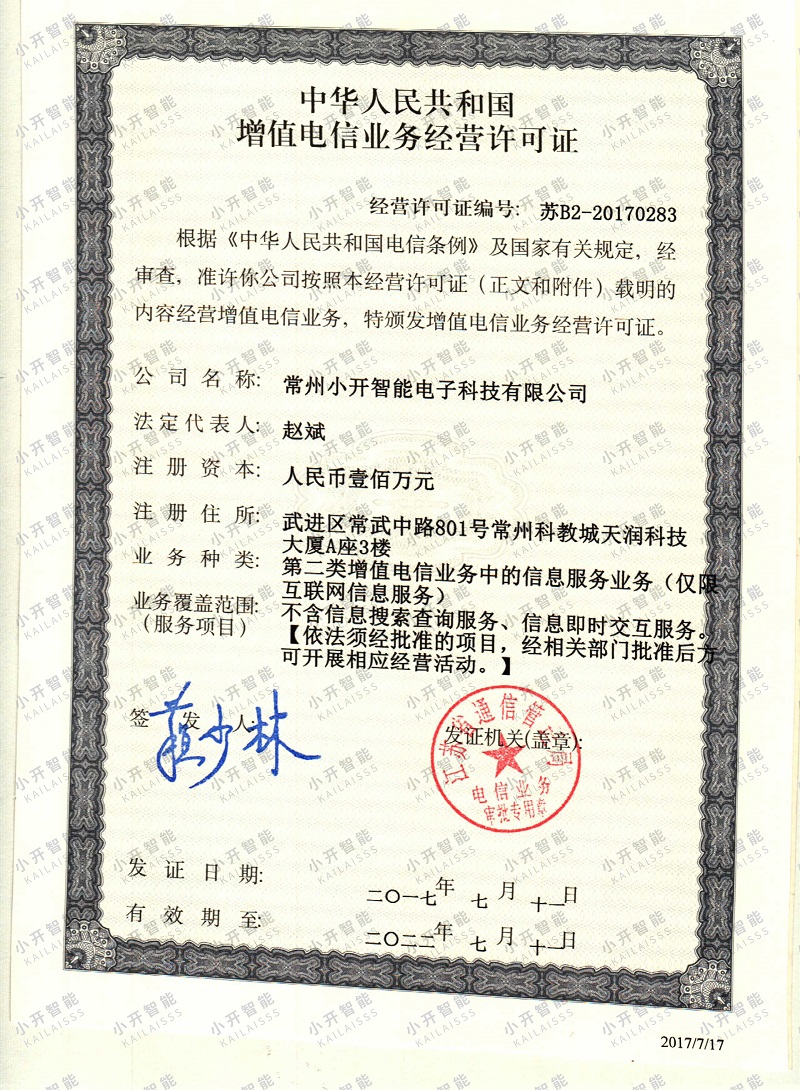 中华人民共和国
增值电信业务经营许可证
经营许可证编号: 苏B2-20170283
根据《中华人民共和国电信条例》及国家有关规定，经
审查，准许你公司按照本经营许可证（正文和附件）载明的
内容经营增值电信业务，特颁发增值电信业务经营许可证。
公司名称: 常州小开智能电子科技有限公司
法定代表人: 赵斌
注册资本: 人民币壹佰万元
注册住所: 武进区常武中路801号常州科教城天润科技
大厦A座3楼
业务种类: 第二类增值电信业务中的信息服务业务（仅限
互联网信息服务）
业务覆盖范围: 不含信息搜索查询服务、信息即时交互服务。
（服务项目） 【依法须经批准的项目，经相关部门批准后方
可开展相应经营活动。】
签发人:
发证机关(盖章):
江苏省通信管理局
电信业务
审批专用章
发证日期: 二〇一七年 七月 十一日
有效期至: 二〇二二年 七月 十一日
2017/7/17
小开智能
KAILAISSS